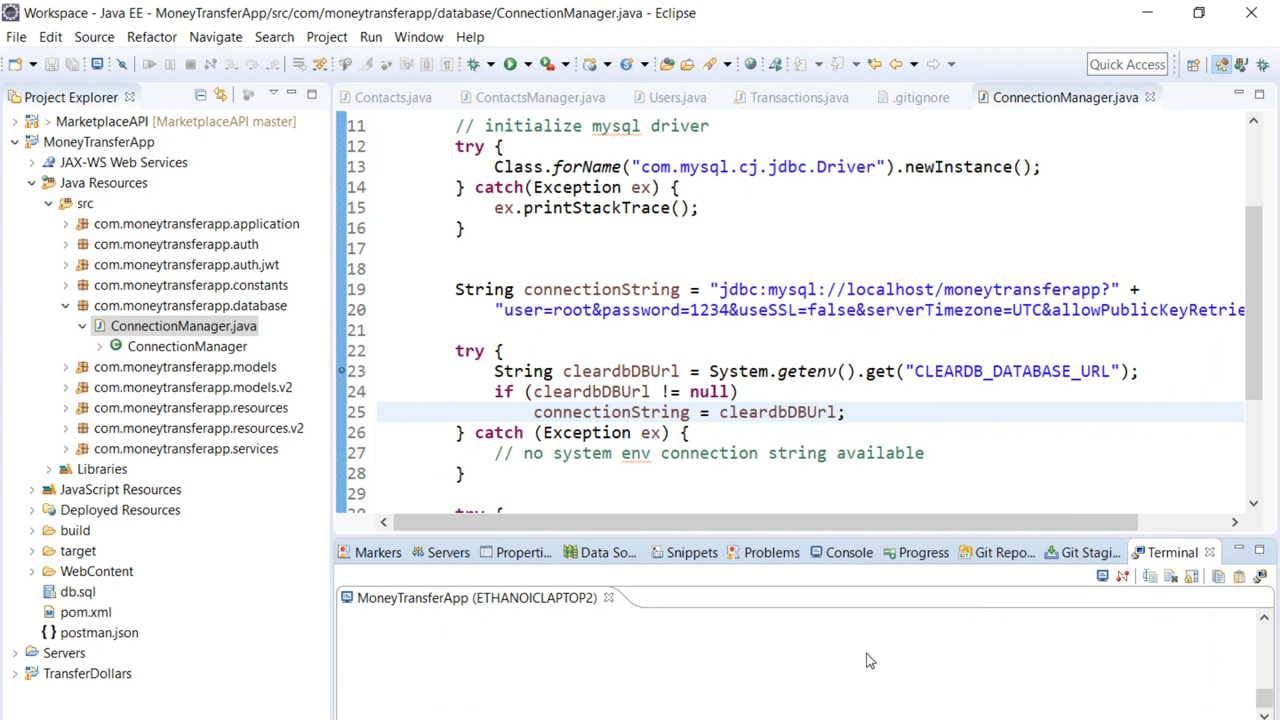 Workspace - Java EE - MoneyTransferApp/src/com/moneytransferapp/database/ConnectionManager.java - Eclipse
File Edit Source Refactor Navigate Search Project Run Window Help
Quick Access
Project Explorer
Contacts.java ContactsManager.java Users.java Transactions.java .gitignore ConnectionManager.java
> MarketplaceAPI [MarketplaceAPI master]
MoneyTransferApp
JAX-WS Web Services
Java Resources
src
com.moneytransferapp.application
com.moneytransferapp.auth
com.moneytransferapp.auth.jwt
com.moneytransferapp.constants
com.moneytransferapp.database
ConnectionManager.java
ConnectionManager
com.moneytransferapp.models
com.moneytransferapp.models.v2
com.moneytransferapp.resources
com.moneytransferapp.resources.v2
com.moneytransferapp.services
Libraries
JavaScript Resources
Deployed Resources
build
target
WebContent
db.sql
pom.xml
postman.json
Servers
TransferDollars
11 // initialize mysql driver
12 try {
13 Class.forName("com.mysql.cj.jdbc.Driver").newInstance();
14 } catch(Exception ex) {
15 ex.printStackTrace();
16 }
17
18
19 String connectionString = "jdbc:mysql://localhost/moneytransferapp?" +
20 "user=root&password=1234&useSSL=false&serverTimezone=UTC&allowPublicKeyRetrie
21
22 try {
23 String cleardbDBUrl = System.getenv().get("CLEARDB_DATABASE_URL");
24 if (cleardbDBUrl != null)
25 connectionString = cleardbDBUrl;
26 } catch (Exception ex) {
27 // no system env connection string available
28 }
29
try {
Markers Servers Properti... Data So... Snippets Problems Console Progress Git Repo... Git Stagi... Terminal
MoneyTransferApp (ETHANOICLAPTOP2)